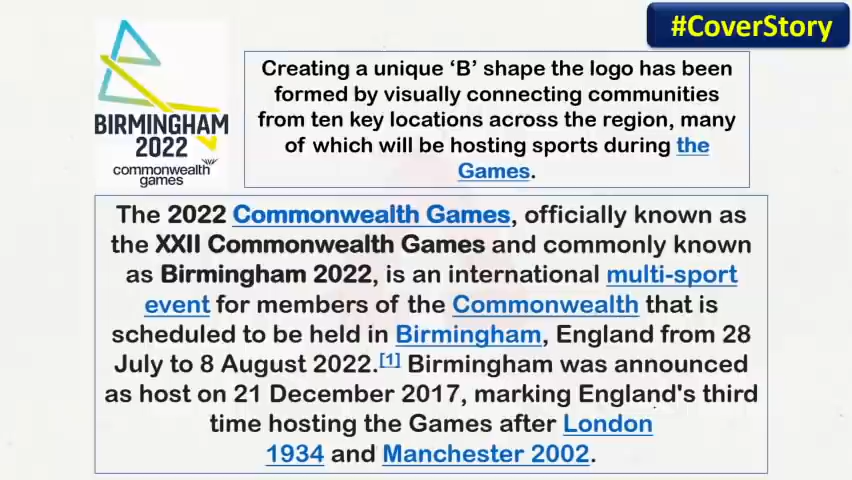 #CoverStory
BIRMINGHAM
2022
commonwealth
games
Creating a unique ‘B’ shape the logo has been
formed by visually connecting communities
from ten key locations across the region, many
of which will be hosting sports during the
Games.
The 2022 Commonwealth Games, officially known as
the XXII Commonwealth Games and commonly known
as Birmingham 2022, is an international multi-sport
event for members of the Commonwealth that is
scheduled to be held in Birmingham, England from 28
July to 8 August 2022.[1] Birmingham was announced
as host on 21 December 2017, marking England's third
time hosting the Games after London
1934 and Manchester 2002.